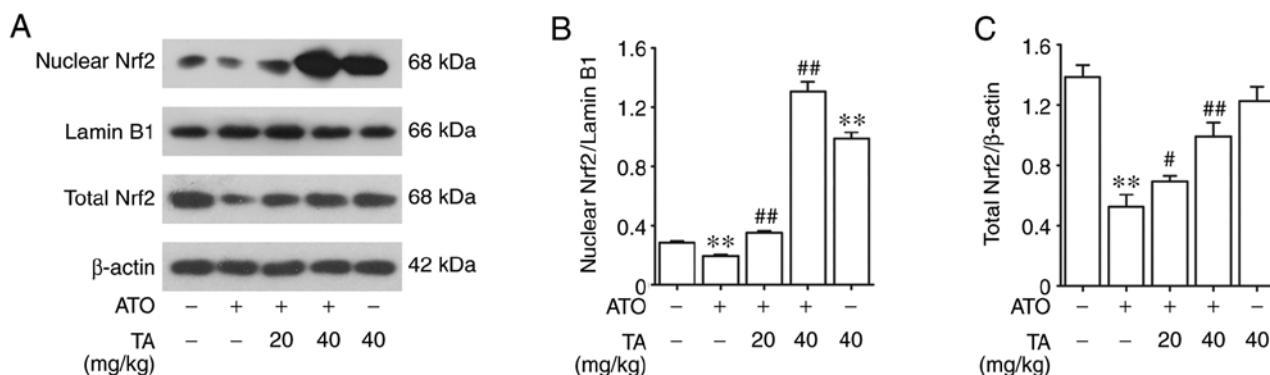 A
Nuclear Nrf2 68 kDa
Lamin B1 66 kDa
Total Nrf2 68 kDa
β-actin 42 kDa
ATO − + + + −
TA − − 20 40 40
(mg/kg)
B
Nuclear Nrf2/Lamin B1
1.6
1.2
0.8
0.4
0
**
##
##
**
ATO − + + + −
TA − − 20 40 40
(mg/kg)
C
Total Nrf2/β-actin
1.6
1.2
0.8
0.4
0
**
#
##
ATO − + + + −
TA − − 20 40 40
(mg/kg)